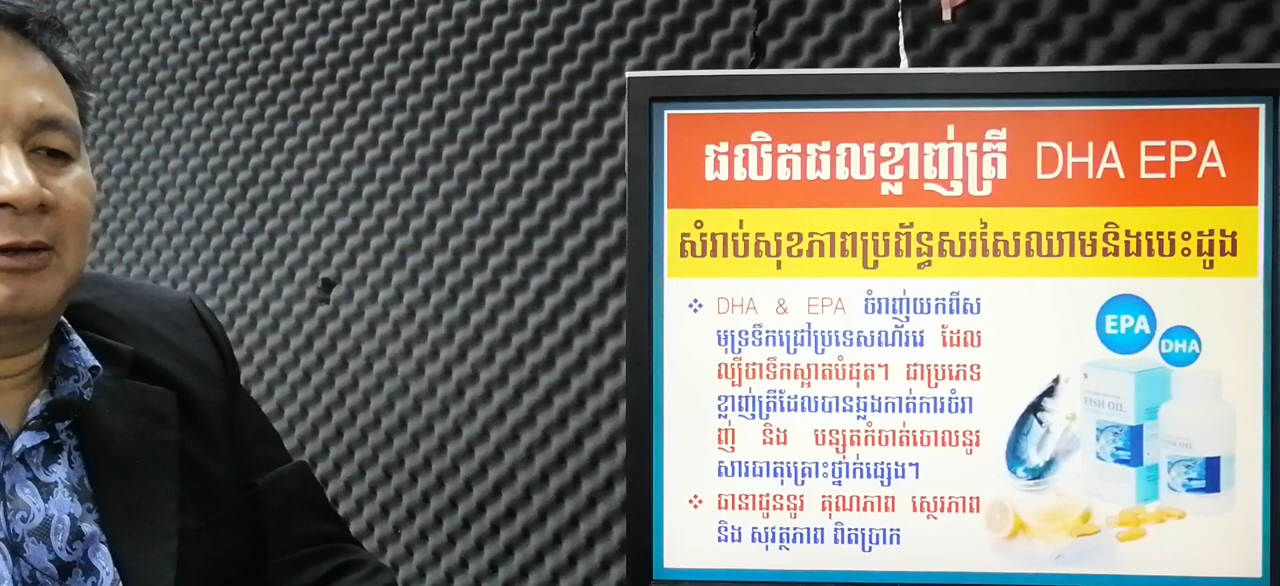 ផលិតផលខ្លាញ់ត្រី DHA EPA
សំរាប់សុខភាពប្រព័ន្ធសរសៃឈាមនិងបេះដូង
EPA
DHA
❖ DHA & EPA ចំរាញ់យកពីស
មុទ្រទឹកជ្រៅប្រទេសណ័រវេ ដែល
ល្បីថាទឹកស្អាតបំផុត។ ជាប្រភេទ
ខ្លាញ់ត្រីដែលបានឆ្លងកាត់ការចំរា
ញ់ និង បន្សុតកំចាត់ចោលនូវ
សារធាតុគ្រោះថ្នាក់ផ្សេងៗ
❖ ធានាជូននូវ គុណភាព ស្ថេរភាព
និង សុវត្ថភាព ពិតប្រាក
FISH OIL
FISH OIL